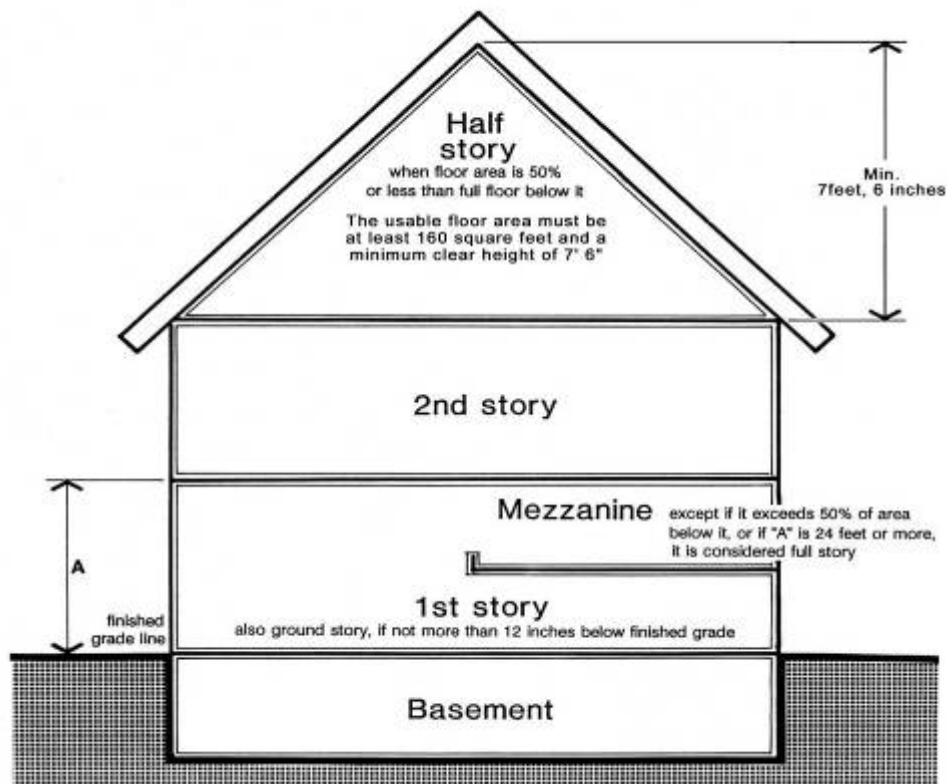 Half
story
when floor area is 50%
or less than full floor below it
The usable floor area must be
at least 160 square feet and a
minimum clear height of 7' 6"
Min.
7feet, 6 inches
2nd story
Mezzanine
except if it exceeds 50% of area
below it, or if "A" is 24 feet or more,
it is considered full story
A
1st story
also ground story, if not more than 12 inches below finished grade
finished
grade line
Basement